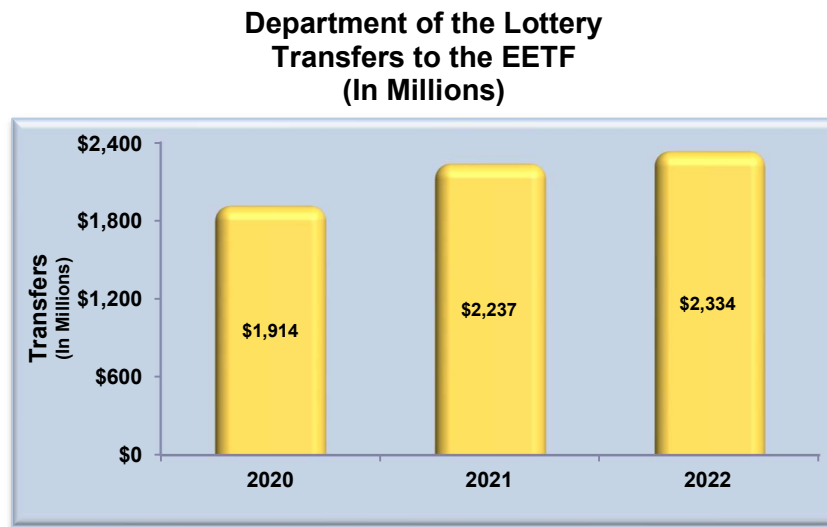 Department of the Lottery
Transfers to the EETF
(In Millions)
$2,400
$1,800
$1,200
$600
$0
Transfers
(In Millions)
$1,914
$2,237
$2,334
2020
2021
2022